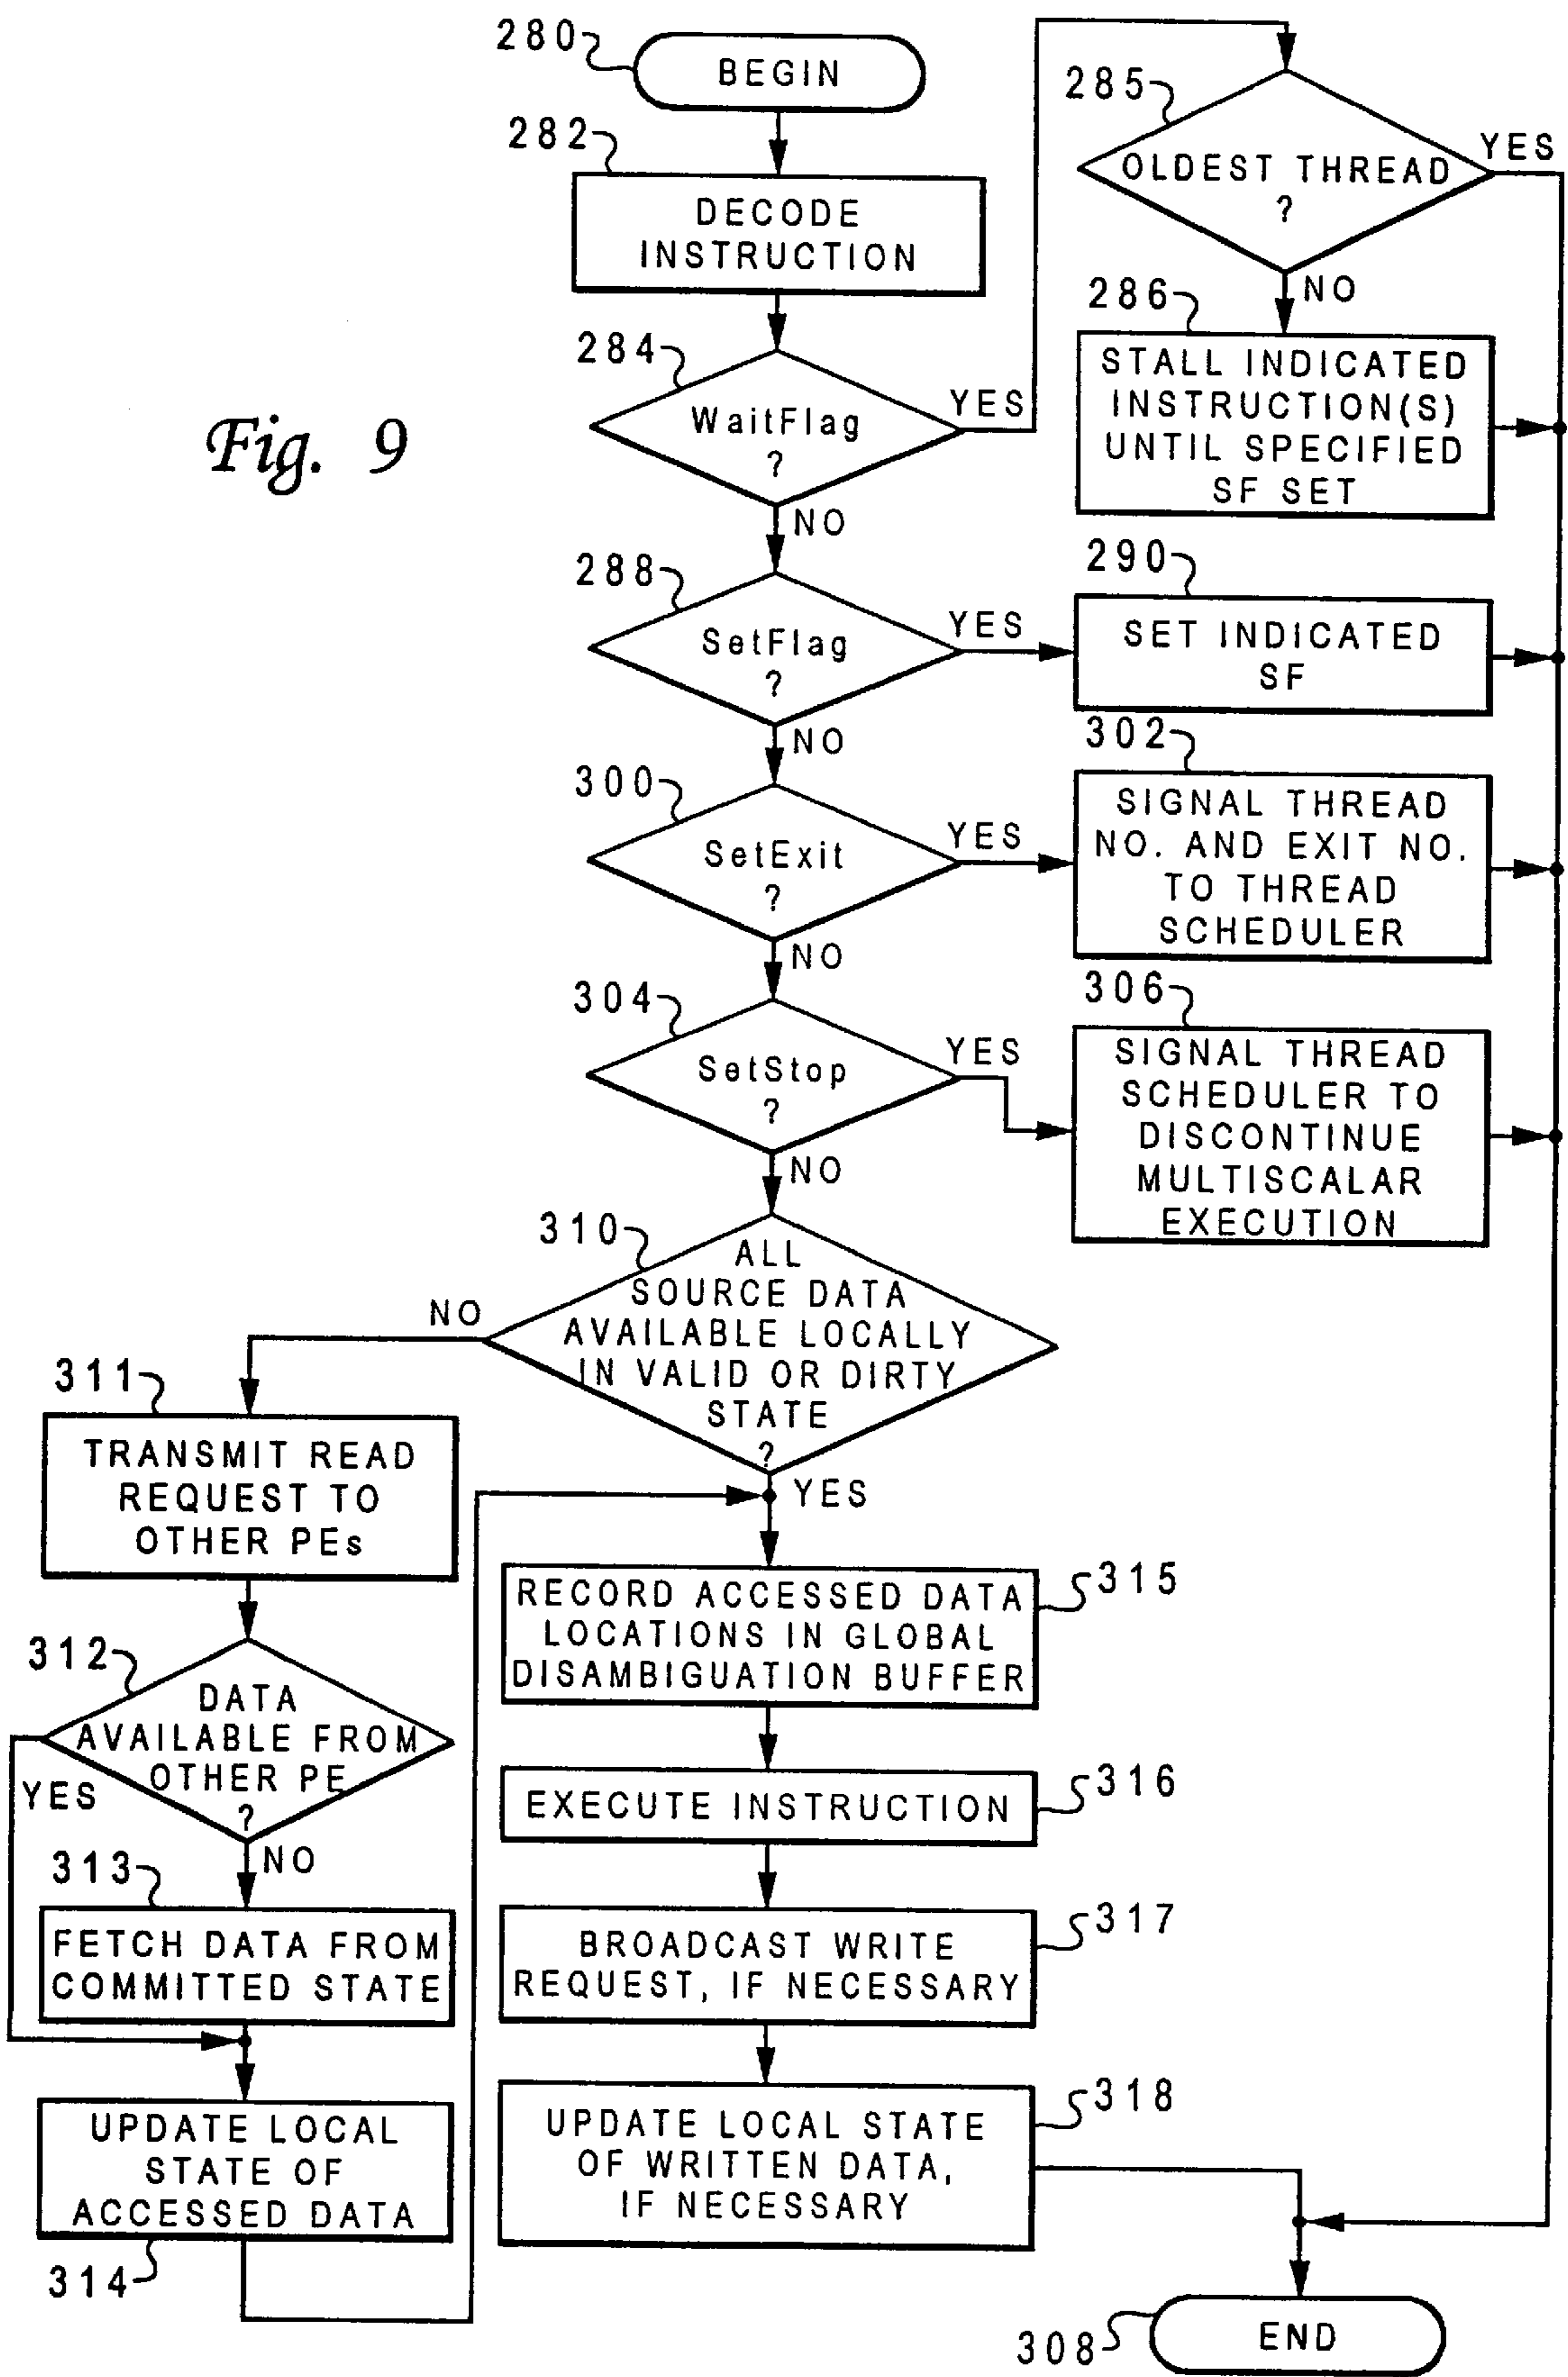 280
BEGIN
282
DECODE
INSTRUCTION
284
WaitFlag
?
YES
NO
285
OLDEST THREAD
?
YES
NO
286
STALL INDICATED
INSTRUCTION(S)
UNTIL SPECIFIED
SF SET
Fig. 9
288
SetFlag
?
YES
NO
290
SET INDICATED
SF
300
SetExit
?
YES
NO
302
SIGNAL THREAD
NO. AND EXIT NO.
TO THREAD
SCHEDULER
304
SetStop
?
YES
NO
306
SIGNAL THREAD
SCHEDULER TO
DISCONTINUE
MULTISCALAR
EXECUTION
310
ALL
SOURCE DATA
AVAILABLE LOCALLY
IN VALID OR DIRTY
STATE
?
NO
YES
311
TRANSMIT READ
REQUEST TO
OTHER PEs
312
DATA
AVAILABLE FROM
OTHER PE
?
YES
NO
313
FETCH DATA FROM
COMMITTED STATE
UPDATE LOCAL
STATE OF
ACCESSED DATA
314
RECORD ACCESSED DATA
LOCATIONS IN GLOBAL
DISAMBIGUATION BUFFER
315
EXECUTE INSTRUCTION
316
BROADCAST WRITE
REQUEST, IF NECESSARY
317
UPDATE LOCAL STATE
OF WRITTEN DATA,
IF NECESSARY
318
308
END